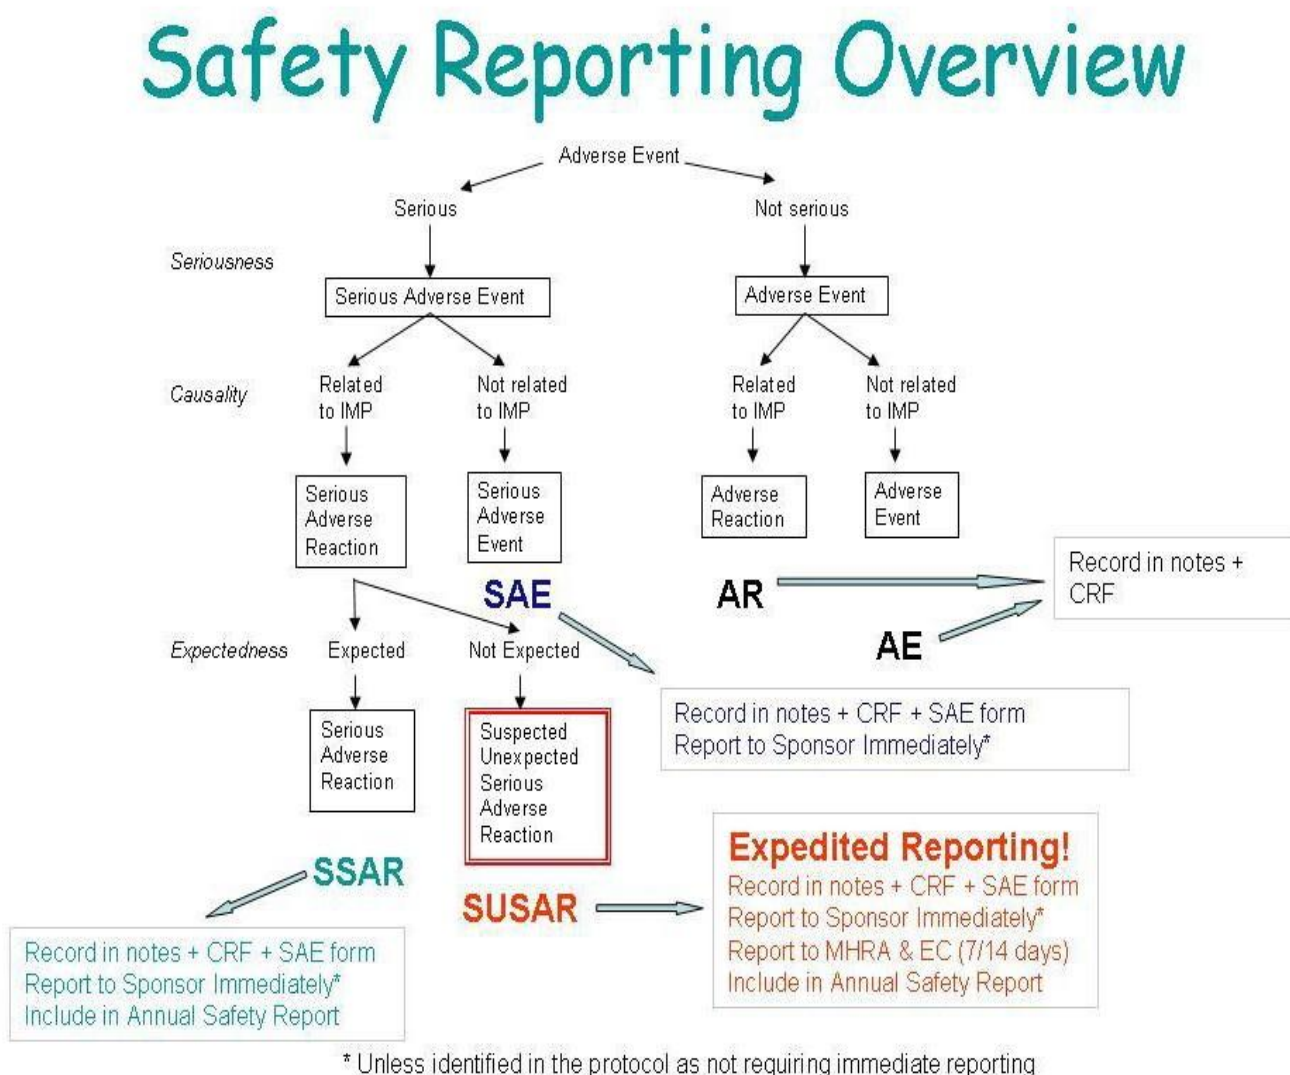 Safety Reporting Overview
Adverse Event
Serious
Not serious
Seriousness
Serious Adverse Event
Adverse Event
Causality
Related
to IMP
Not related
to IMP
Related
to IMP
Not related
to IMP
Serious
Adverse
Reaction
Serious
Adverse
Event
Adverse
Reaction
Adverse
Event
SAE
AR
AE
Record in notes +
CRF
Expectedness
Expected
Not Expected
Record in notes + CRF + SAE form
Report to Sponsor Immediately*
Serious
Adverse
Reaction
Suspected
Unexpected
Serious
Adverse
Reaction
SSAR
SUSAR
Expedited Reporting!
Record in notes + CRF + SAE form
Report to Sponsor Immediately*
Report to MHRA & EC (7/14 days)
Include in Annual Safety Report
Record in notes + CRF + SAE form
Report to Sponsor Immediately*
Include in Annual Safety Report
* Unless identified in the protocol as not requiring immediate reporting